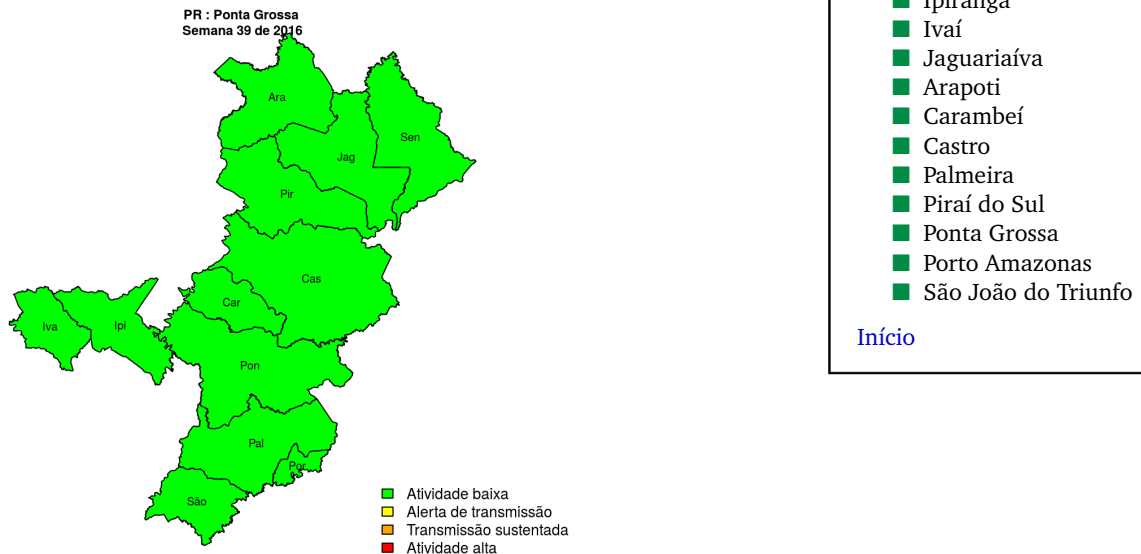 PR : Ponta Grossa
Semana 39 de 2016
Ara
Sen
Jag
Pir
Cas
Car
Iva
Ipi
Pon
Pal
Por
São
Atividade baixa
Alerta de transmissão
Transmissão sustentada
Atividade alta
Ipiranga
Ivaí
Jaguariaíva
Arapoti
Carambeí
Castro
Palmeira
Piraí do Sul
Ponta Grossa
Porto Amazonas
São João do Triunfo
Início